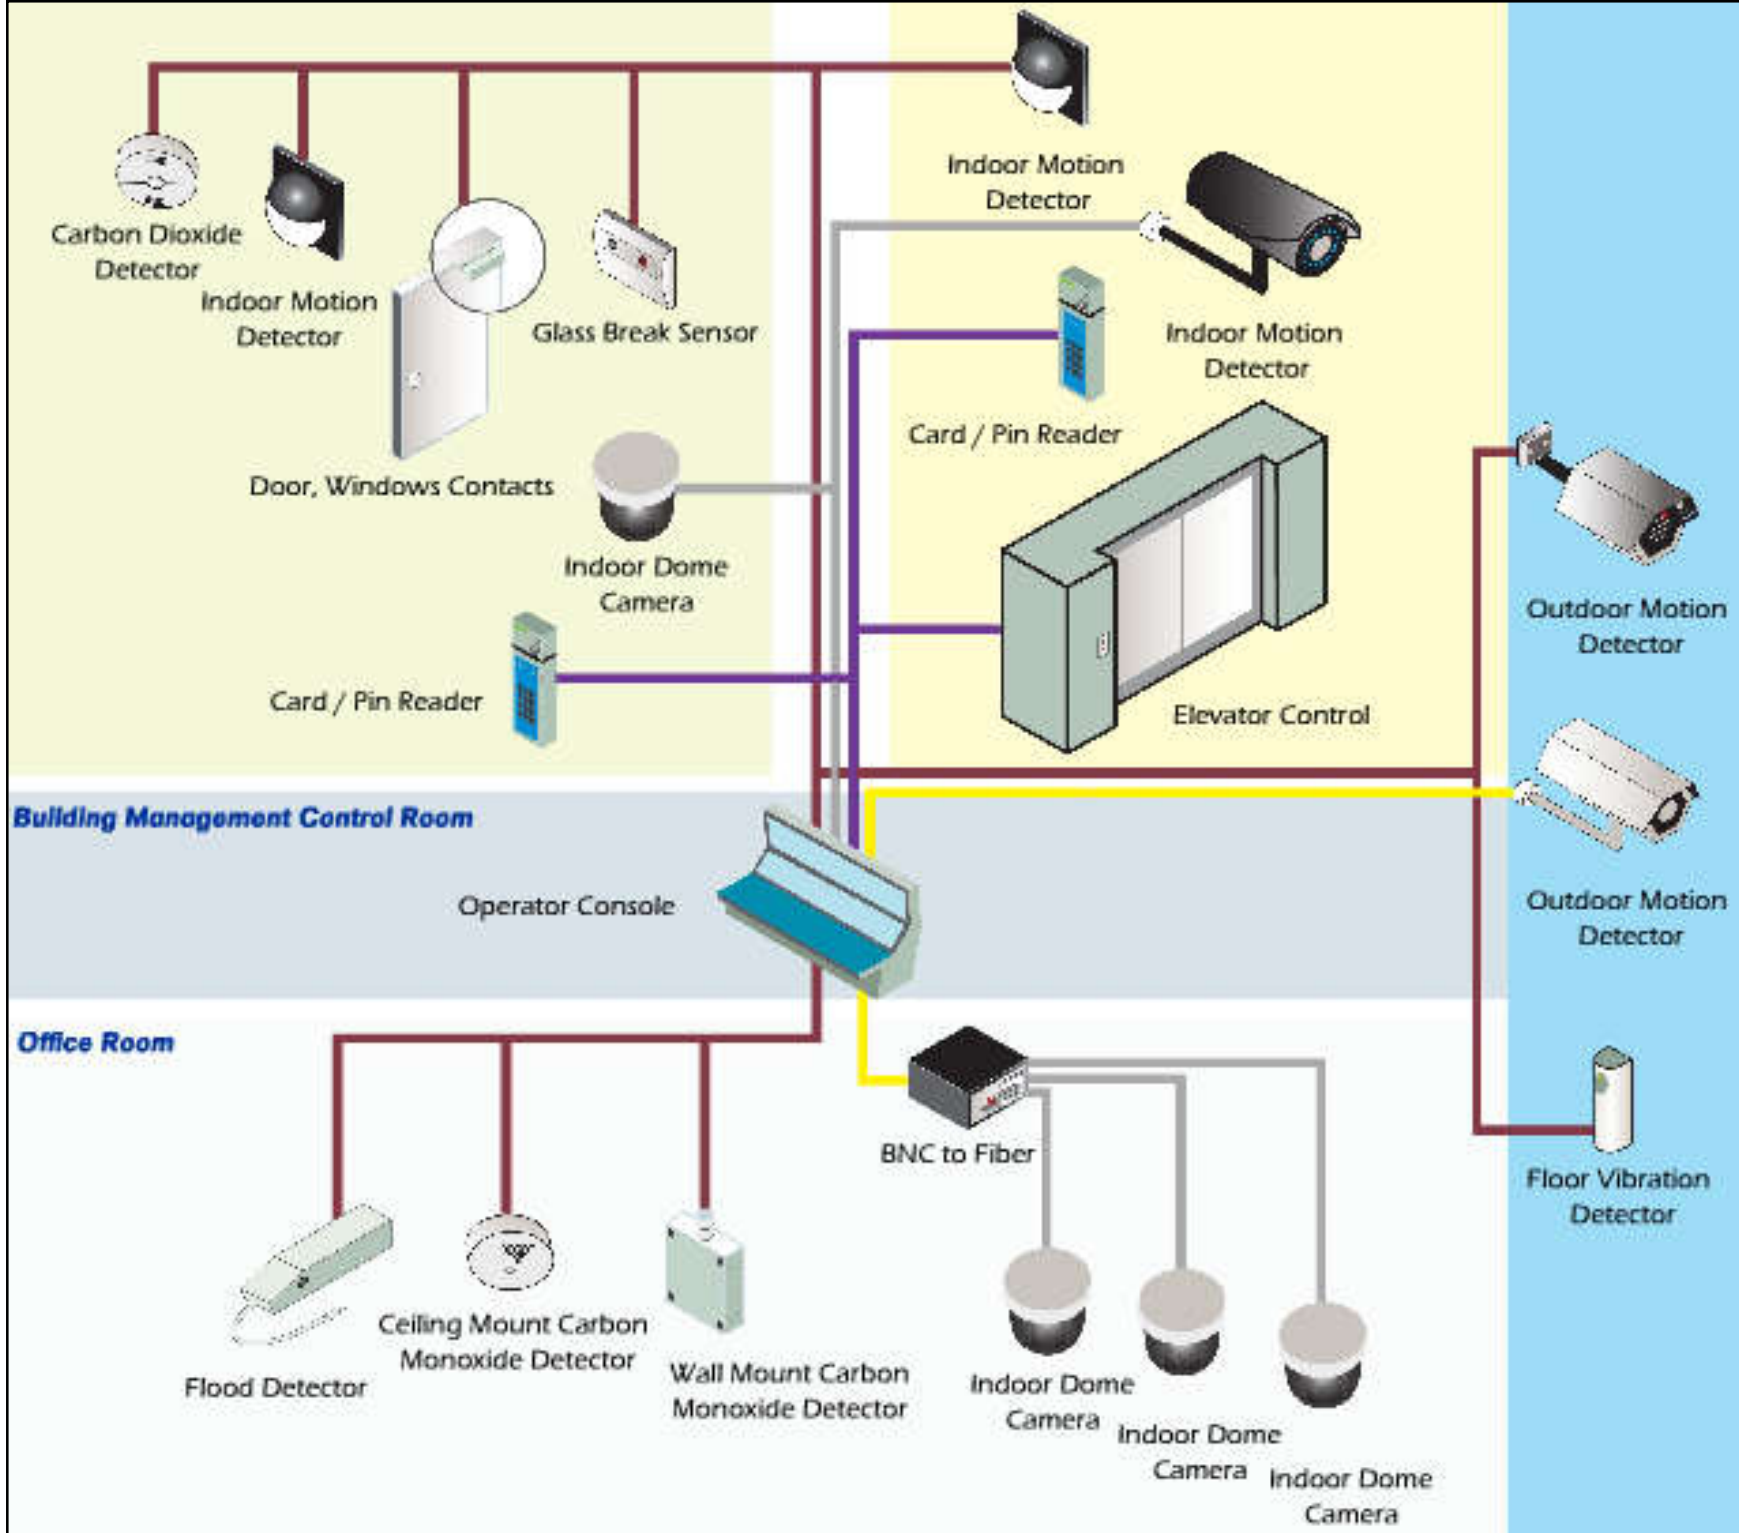 Indoor Motion
Detector
Carbon Dioxide
Detector
Indoor Motion
Detector
Glass Break Sensor
Indoor Motion
Detector
Card / Pin Reader
Door, Windows Contacts
Indoor Dome
Camera
Outdoor Motion
Detector
Card / Pin Reader
Elevator Control
Building Management Control Room
Operator Console
Outdoor Motion
Detector
Office Room
BNC to Fiber
Floor Vibration
Detector
Flood Detector
Ceiling Mount Carbon
Monoxide Detector
Wall Mount Carbon
Monoxide Detector
Indoor Dome
Camera
Indoor Dome
Camera
Indoor Dome
Camera